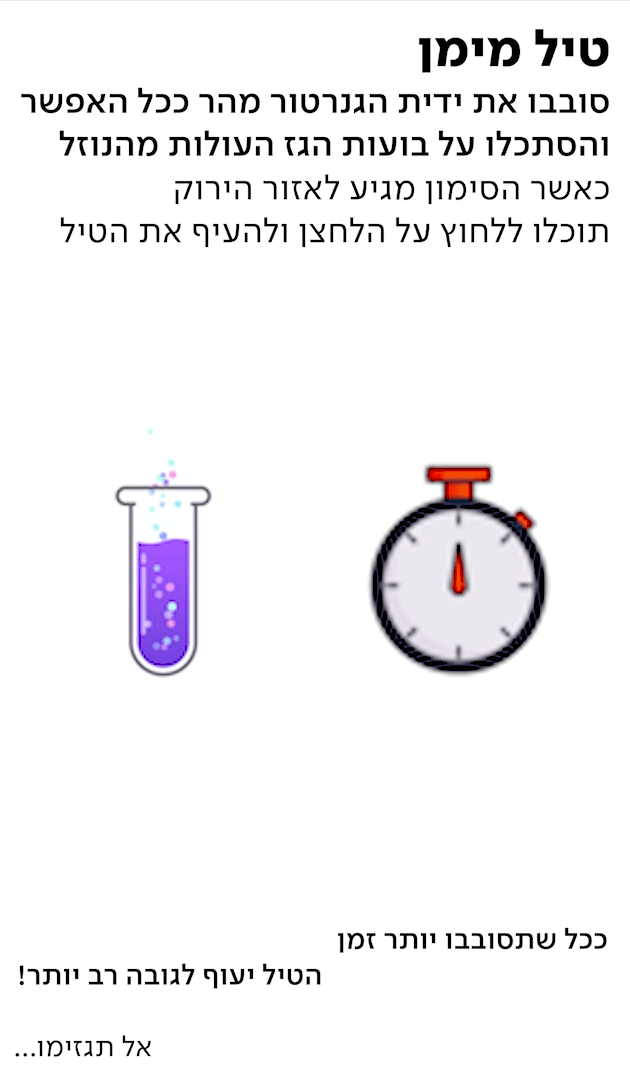 טיל מימן
סובבו את ידית הגנרטור מהר ככל האפשר
והסתכלו על בועות הגז העולות מהנוזל
כאשר הסימון מגיע לאזור הירוק
תוכלו ללחוץ על הלחצן ולהעיף את הטיל
ככל שתסובבו יותר זמן
הטיל יעוף לגובה רב יותר!
אל תגזימו...